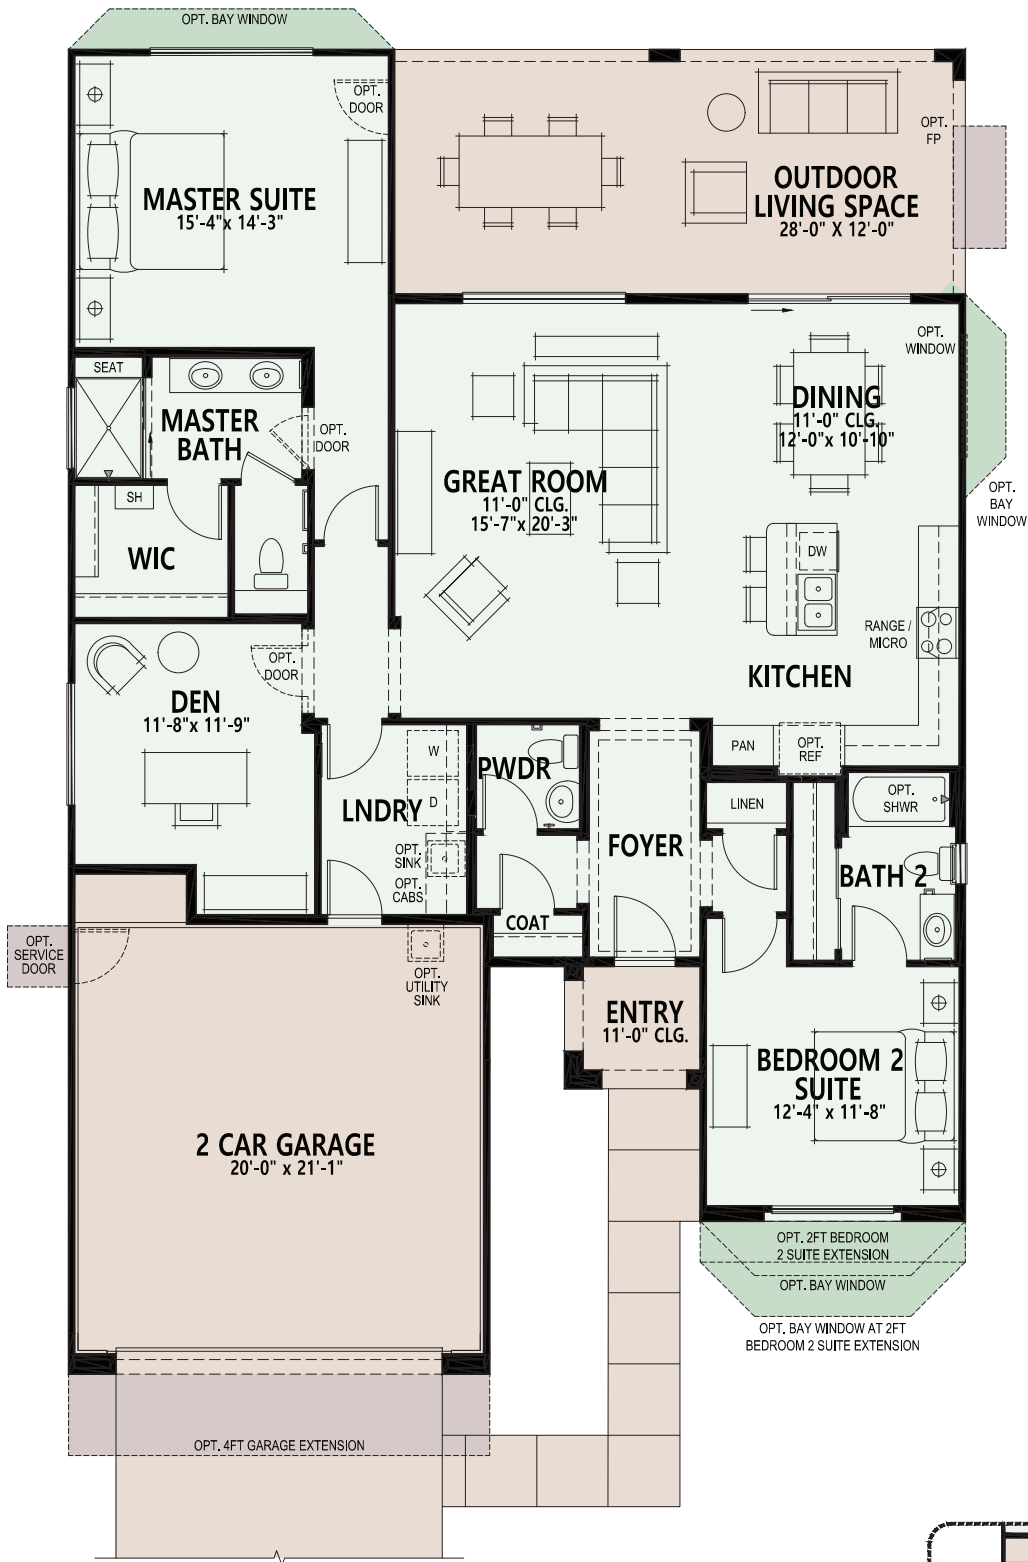 OPT. BAY WINDOW
OPT.
DOOR
MASTER SUITE
15'-4"x 14'-3"
OPT.
FP
OUTDOOR
LIVING SPACE
28'-0" X 12'-0"
SEAT
MASTER
BATH
OPT.
DOOR
SH
WIC
GREAT ROOM
11'-0" CLG.
15'-7"x 20'-3"
OPT.
WINDOW
DINING
11'-0" CLG.
12'-0"x 10'-10"
OPT.
BAY
WINDOW
DW
RANGE /
MICRO
KITCHEN
PAN
OPT.
REF
OPT.
DOOR
DEN
11'-8"x 11'-9"
W
D
LNDRY
OPT.
SINK
OPT.
CABS
PWDR
COAT
FOYER
LINEN
OPT.
SHWR
BATH 2
OPT.
SERVICE
DOOR
OPT.
UTILITY
SINK
ENTRY
11'-0" CLG.
BEDROOM 2
SUITE
12'-4" x 11'-8"
2 CAR GARAGE
20'-0" x 21'-1"
OPT. 2FT BEDROOM
2 SUITE EXTENSION
OPT. BAY WINDOW
OPT. BAY WINDOW AT 2FT
BEDROOM 2 SUITE EXTENSION
OPT. 4FT GARAGE EXTENSION